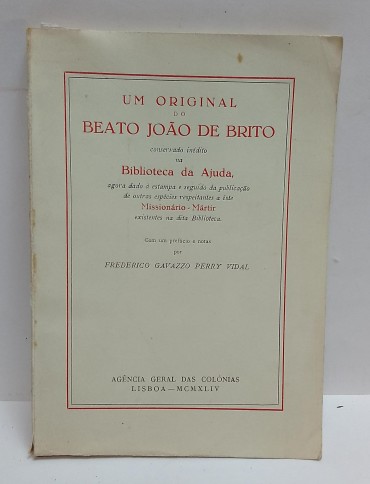 UM ORIGINAL
DO
BEATO JOÃO DE BRITO
conservado inédito
na
Biblioteca da Ajuda,
agora dado à estampa e seguido da publicação
de outras espécies respeitantes a êste
Missionário-Mártir
existentes na dita Biblioteca.
Com um prefácio e notas
por
FREDERICO GAVAZZO PERRY VIDAL
AGÊNCIA GERAL DAS COLÓNIAS
LISBOA — MCMXLIV